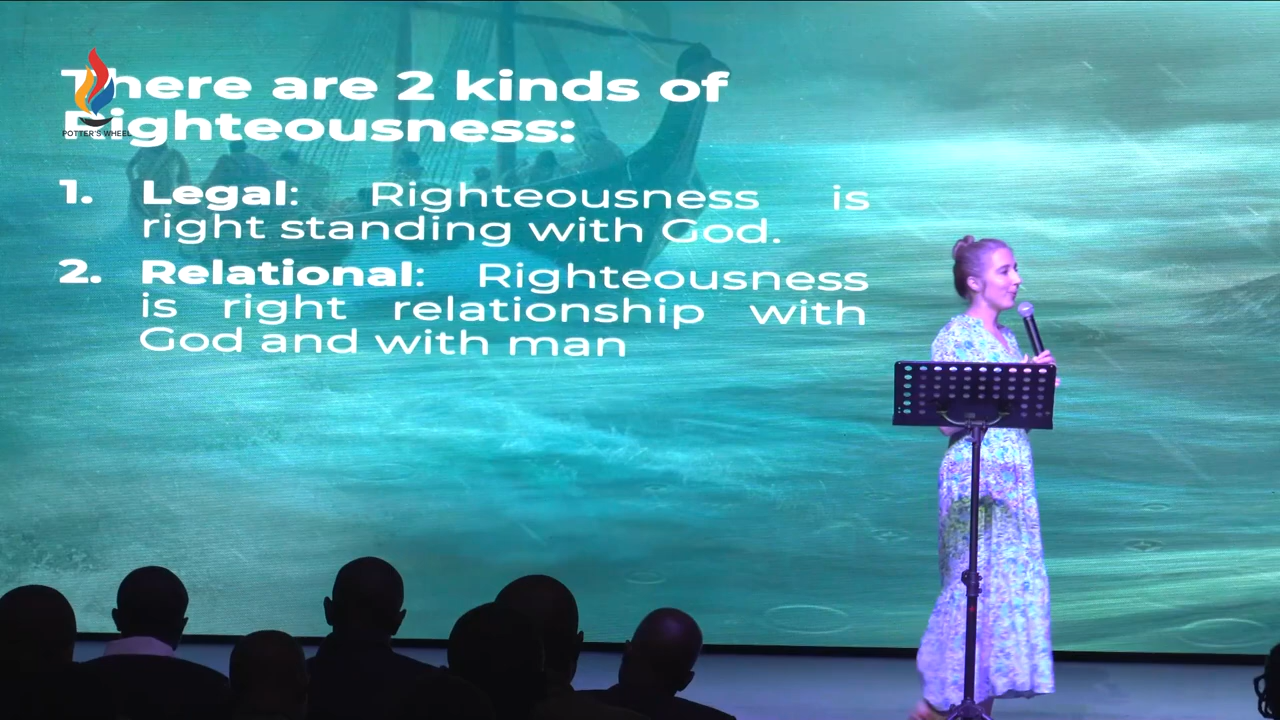 There are 2 kinds of
Righteousness:
POTTER'S WHEEL
1. Legal: Righteousness is
right standing with God.
2. Relational: Righteousness
is right relationship with
God and with man